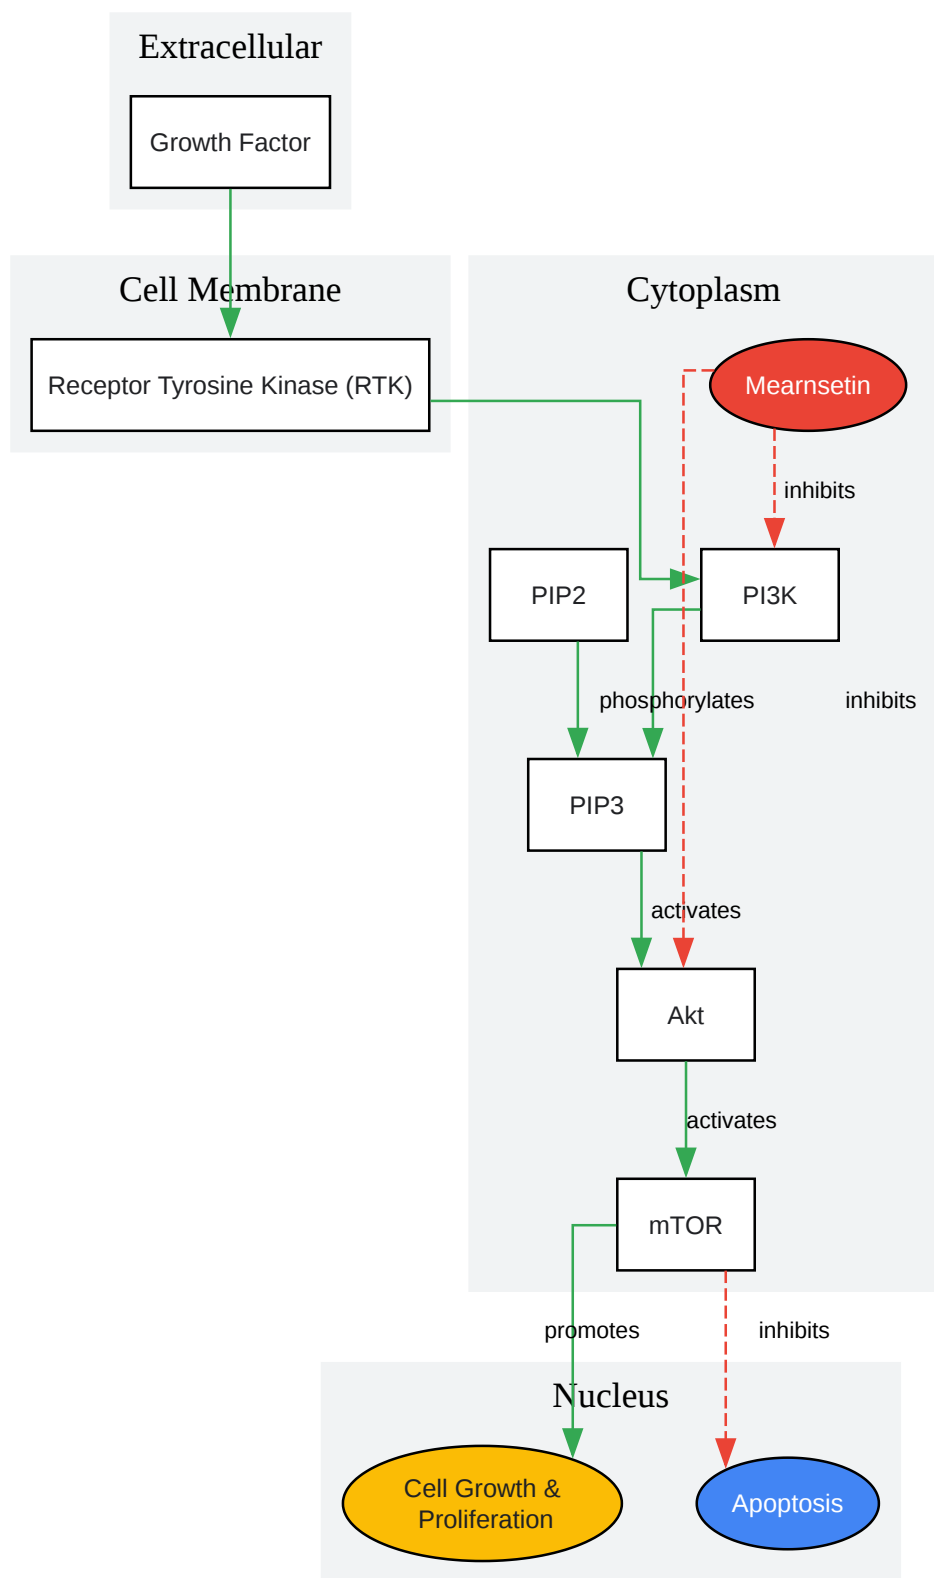 Extracellular
Growth Factor
Cell Membrane
Receptor Tyrosine Kinase (RTK)
Cytoplasm
Mearnsetin
inhibits
PIP2
PI3K
phosphorylates
inhibits
PIP3
activates
Akt
activates
mTOR
promotes
inhibits
Nucleus
Cell Growth &
Proliferation
Apoptosis